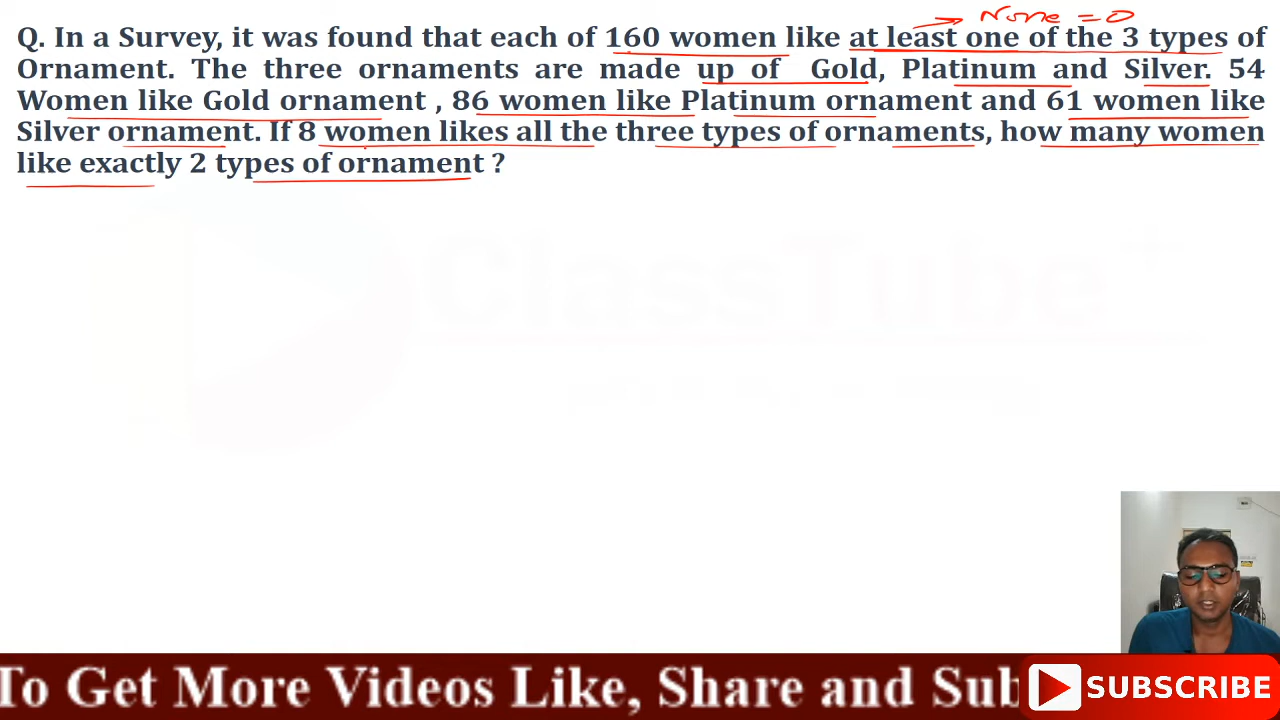 None = 0
Q. In a Survey, it was found that each of 160 women like at least one of the 3 types of
Ornament. The three ornaments are made up of Gold, Platinum and Silver. 54
Women like Gold ornament , 86 women like Platinum ornament and 61 women like
Silver ornament. If 8 women likes all the three types of ornaments, how many women
like exactly 2 types of ornament ?
ClassTube+
To Get More Videos Like, Share and Sub
SUBSCRIBE